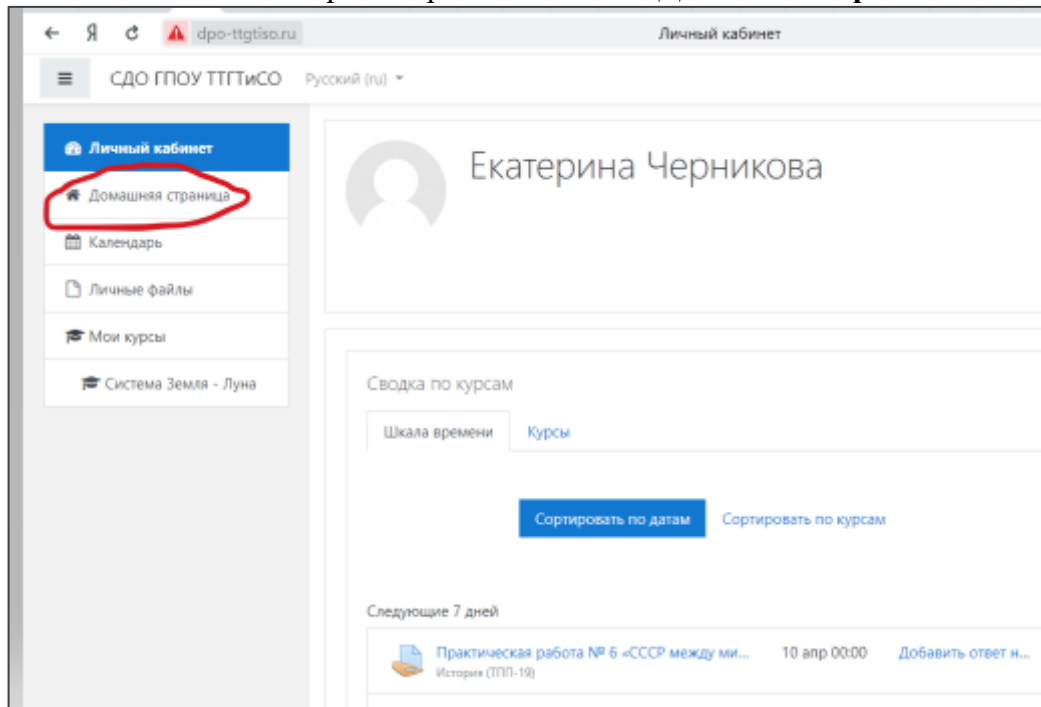 dpo-ttgtiso.ru Личный кабинет
СДО ГПОУ ТТГТиСО Русский (ru)
Личный кабинет
Домашняя страница
Календарь
Личные файлы
Мои курсы
Система Земля - Луна
Екатерина Черникова
Сводка по курсам
Шкала времени Курсы
Сортировать по датам Сортировать по курсам
Следующие 7 дней
Практическая работа № 6 «СССР между ми... 10 апр 00:00 Добавить ответ н...
История (ТПП-19)